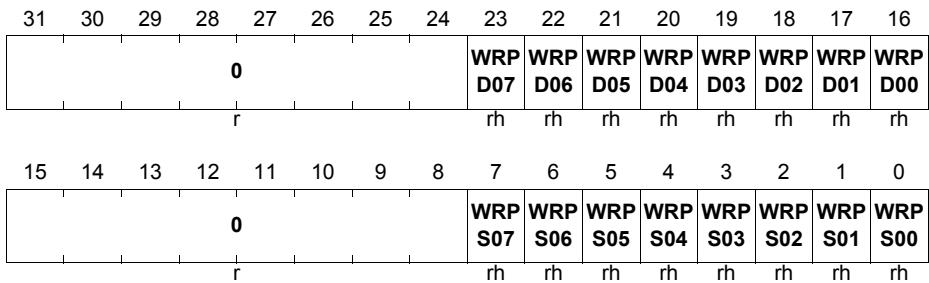 31 30 29 28 27 26 25 24 23 22 21 20 19 18 17 16
0 WRP D07 WRP D06 WRP D05 WRP D04 WRP D03 WRP D02 WRP D01 WRP D00
r rh rh rh rh rh rh rh rh
15 14 13 12 11 10 9 8 7 6 5 4 3 2 1 0
0 WRP S07 WRP S06 WRP S05 WRP S04 WRP S03 WRP S02 WRP S01 WRP S00
r rh rh rh rh rh rh rh rh